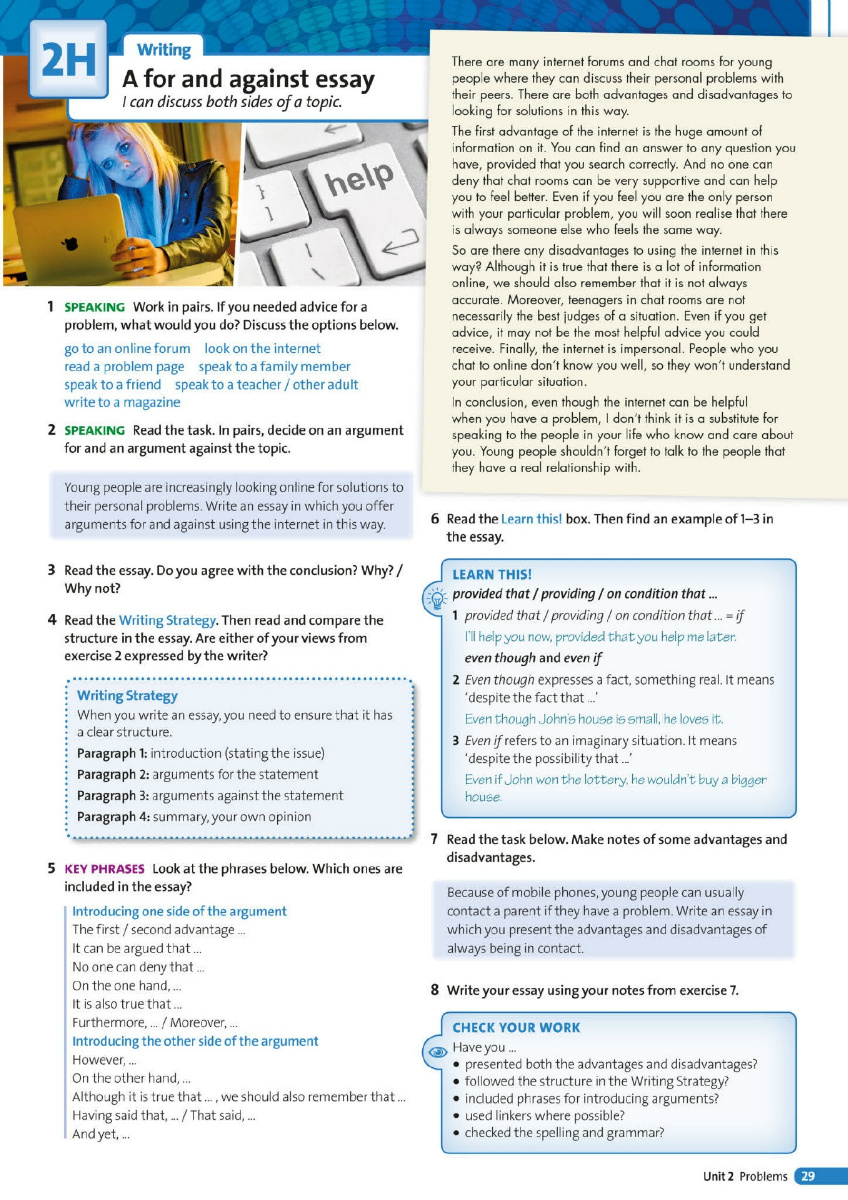 2H
Writing
A for and against essay
I can discuss both sides of a topic.
help
}
]
|
\
1 SPEAKING Work in pairs. If you needed advice for a
problem, what would you do? Discuss the options below.
go to an online forum look on the internet
read a problem page speak to a family member
speak to a friend speak to a teacher / other adult
write to a magazine
2 SPEAKING Read the task. In pairs, decide on an argument
for and an argument against the topic.
Young people are increasingly looking online for solutions to
their personal problems. Write an essay in which you offer
arguments for and against using the internet in this way.
3 Read the essay. Do you agree with the conclusion? Why? /
Why not?
4 Read the Writing Strategy. Then read and compare the
structure in the essay. Are either of your views from
exercise 2 expressed by the writer?
Writing Strategy
When you write an essay, you need to ensure that it has
a clear structure.
Paragraph 1: introduction (stating the issue)
Paragraph 2: arguments for the statement
Paragraph 3: arguments against the statement
Paragraph 4: summary, your own opinion
5 KEY PHRASES Look at the phrases below. Which ones are
included in the essay?
Introducing one side of the argument
The first / second advantage ...
It can be argued that ...
No one can deny that ...
On the one hand, ...
It is also true that ...
Furthermore, ... / Moreover, ...
Introducing the other side of the argument
However, ...
On the other hand, ...
Although it is true that ... , we should also remember that ...
Having said that, ... / That said, ...
And yet, ...
There are many internet forums and chat rooms for young
people where they can discuss their personal problems with
their peers. There are both advantages and disadvantages to
looking for solutions in this way.
The first advantage of the internet is the huge amount of
information on it. You can find an answer to any question you
have, provided that you search correctly. And no one can
deny that chat rooms can be very supportive and can help
you to feel better. Even if you feel you are the only person
with your particular problem, you will soon realise that there
is always someone else who feels the same way.
So are there any disadvantages to using the internet in this
way? Although it is true that there is a lot of information
online, we should also remember that it is not always
accurate. Moreover, teenagers in chat rooms are not
necessarily the best judges of a situation. Even if you get
advice, it may not be the most helpful advice you could
receive. Finally, the internet is impersonal. People who you
chat to online don't know you well, so they won't understand
your particular situation.
In conclusion, even though the internet can be helpful
when you have a problem, I don't think it is a substitute for
speaking to the people in your life who know and care about
you. Young people shouldn't forget to talk to the people that
they have a real relationship with.
6 Read the Learn this! box. Then find an example of 1–3 in
the essay.
LEARN THIS!
provided that / providing / on condition that ...
1 provided that / providing / on condition that ... = if
I'll help you now, provided that you help me later.
even though and even if
2 Even though expresses a fact, something real. It means
'despite the fact that ...'
Even though John's house is small, he loves it.
3 Even if refers to an imaginary situation. It means
'despite the possibility that ...'
Even if John won the lottery, he wouldn't buy a bigger
house.
7 Read the task below. Make notes of some advantages and
disadvantages.
Because of mobile phones, young people can usually
contact a parent if they have a problem. Write an essay in
which you present the advantages and disadvantages of
always being in contact.
8 Write your essay using your notes from exercise 7.
CHECK YOUR WORK
Have you ...
• presented both the advantages and disadvantages?
• followed the structure in the Writing Strategy?
• included phrases for introducing arguments?
• used linkers where possible?
• checked the spelling and grammar?
Unit 2 Problems 29